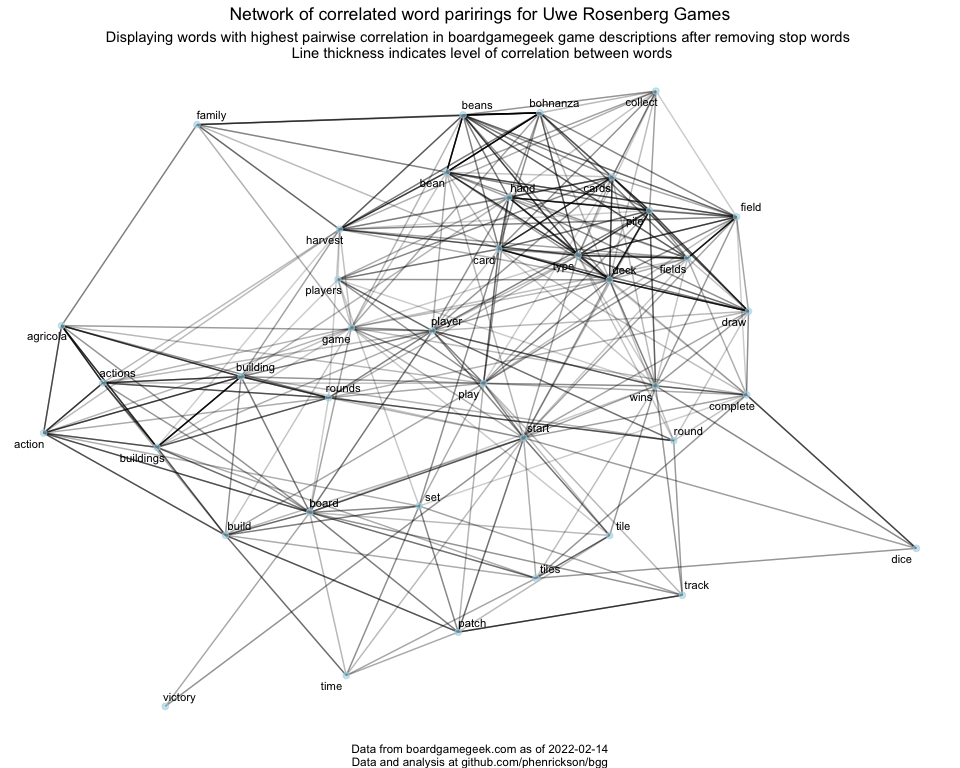 Network of correlated word parirings for Uwe Rosenberg Games
Displaying words with highest pairwise correlation in boardgamegeek game descriptions after removing stop words
Line thickness indicates level of correlation between words
collect
beans
bohnanza
family
bean
hand
cards
field
pile
harvest
card
type
deck
fields
players
player
draw
agricola
game
building
actions
rounds
play
wins
complete
start
round
action
buildings
set
board
build
tile
dice
tiles
track
patch
time
victory
Data from boardgamegeek.com as of 2022-02-14
Data and analysis at github.com/phenrickson/bgg